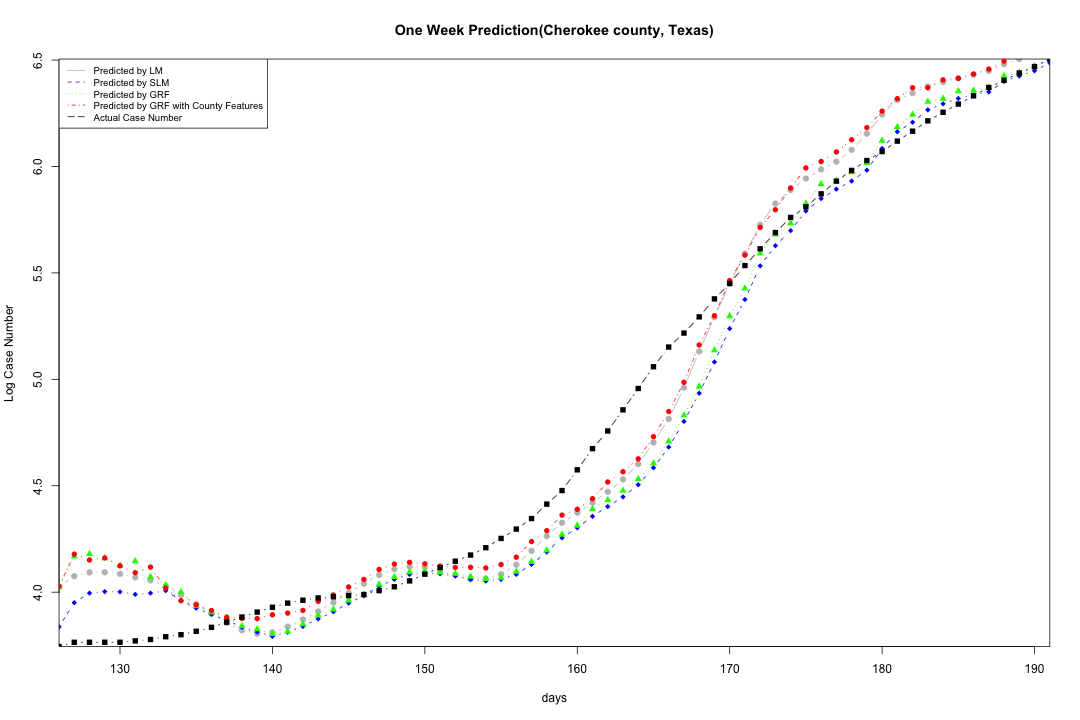 One Week Prediction(Cherokee county, Texas)
Predicted by LM
Predicted by SLM
Predicted by GRF
Predicted by GRF with County Features
Actual Case Number
6.5
6.0
5.5
5.0
4.5
4.0
Log Case Number
130 140 150 160 170 180 190
days